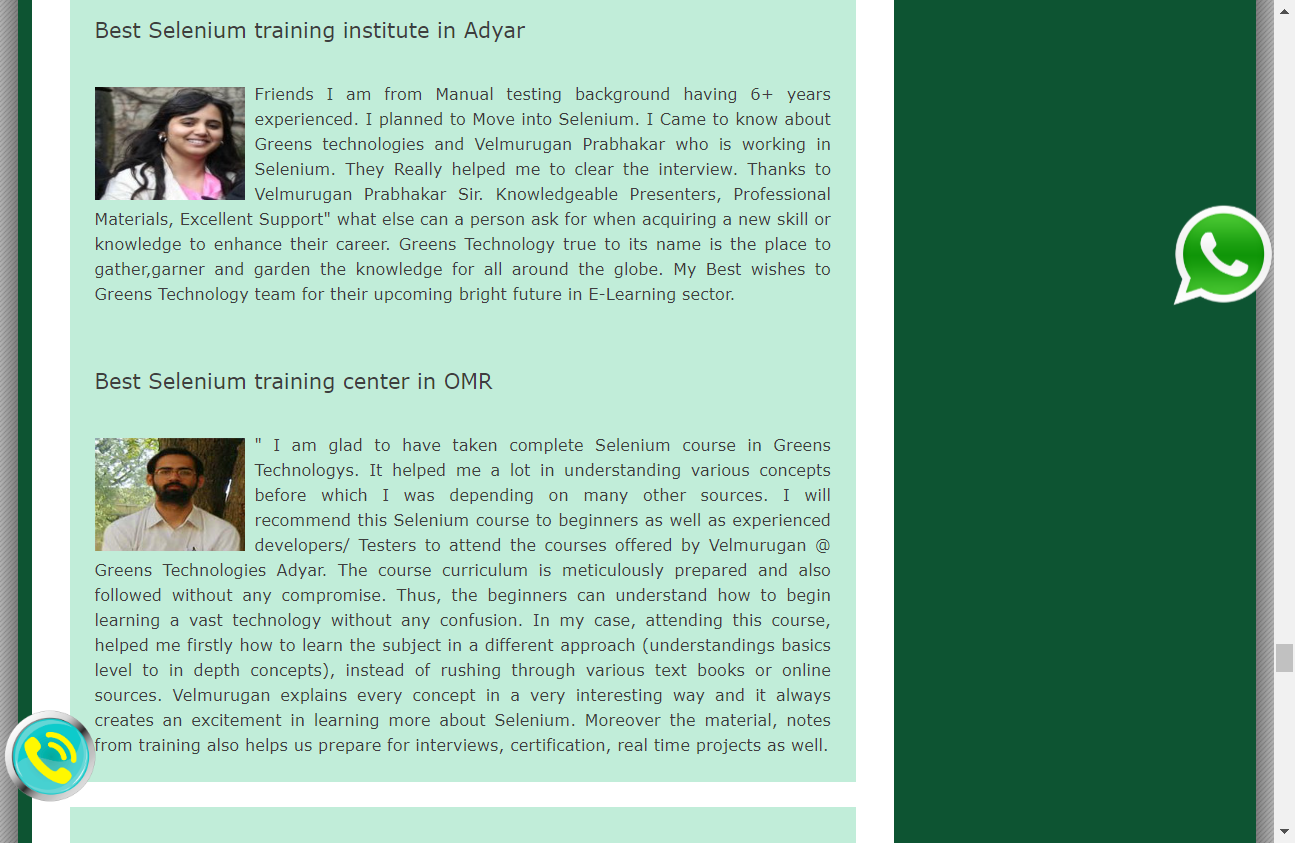 Best Selenium training institute in Adyar
Friends I am from Manual testing background having 6+ years
experienced. I planned to Move into Selenium. I Came to know about
Greens technologies and Velmurugan Prabhakar who is working in
Selenium. They Really helped me to clear the interview. Thanks to
Velmurugan Prabhakar Sir. Knowledgeable Presenters, Professional
Materials, Excellent Support" what else can a person ask for when acquiring a new skill or
knowledge to enhance their career. Greens Technology true to its name is the place to
gather,garner and garden the knowledge for all around the globe. My Best wishes to
Greens Technology team for their upcoming bright future in E-Learning sector.
Best Selenium training center in OMR
" I am glad to have taken complete Selenium course in Greens
Technologys. It helped me a lot in understanding various concepts
before which I was depending on many other sources. I will
recommend this Selenium course to beginners as well as experienced
developers/ Testers to attend the courses offered by Velmurugan @
Greens Technologies Adyar. The course curriculum is meticulously prepared and also
followed without any compromise. Thus, the beginners can understand how to begin
learning a vast technology without any confusion. In my case, attending this course,
helped me firstly how to learn the subject in a different approach (understandings basics
level to in depth concepts), instead of rushing through various text books or online
sources. Velmurugan explains every concept in a very interesting way and it always
creates an excitement in learning more about Selenium. Moreover the material, notes
from training also helps us prepare for interviews, certification, real time projects as well.